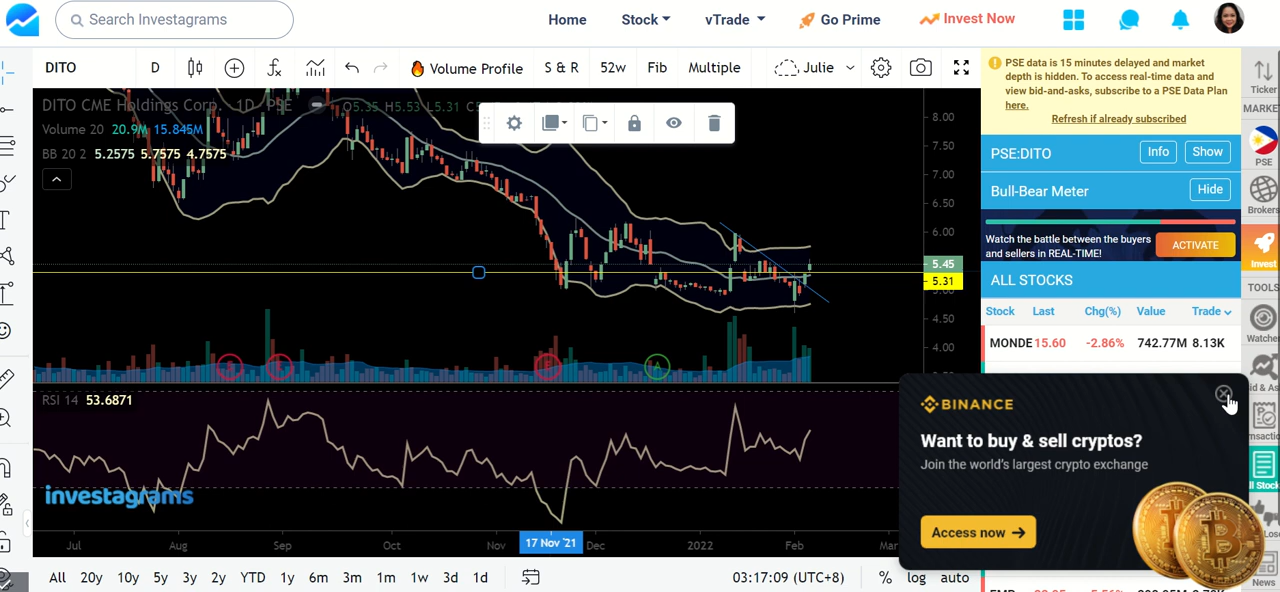 Search Investagrams
Home
Stock
vTrade
Go Prime
Invest Now
DITO
D
Volume Profile
S & R
52w
Fib
Multiple
Julie
DITO CME Holdings Corp.
1D
PSE
O5.35 H5.53 L5.31
Volume 20 20.9M 15.845M
BB 20 2 5.2575 5.7575 4.7575
8.00
7.50
7.00
6.50
6.00
5.45
5.31
4.50
4.00
RSI 14 53.6871
investagrams
Jul
Aug
Sep
Oct
Nov
17 Nov '21
Dec
2022
Feb
Mar
All
20y
10y
5y
3y
2y
YTD
1y
6m
3m
1m
1w
3d
1d
03:17:09 (UTC+8)
%
log
auto
PSE data is 15 minutes delayed and market
depth is hidden. To access real-time data and
view bid-and-asks, subscribe to a PSE Data Plan
here.
Refresh if already subscribed
PSE:DITO
Info
Show
Bull-Bear Meter
Hide
Watch the battle between the buyers
and sellers in REAL-TIME!
ACTIVATE
ALL STOCKS
Stock Last Chg(%) Value Trade
MONDE 15.60 -2.86% 742.77M 8.13K
BINANCE
Want to buy & sell cryptos?
Join the world's largest crypto exchange
Access now
Ticker
PSE
Brokers
Invest
TOOLS
News